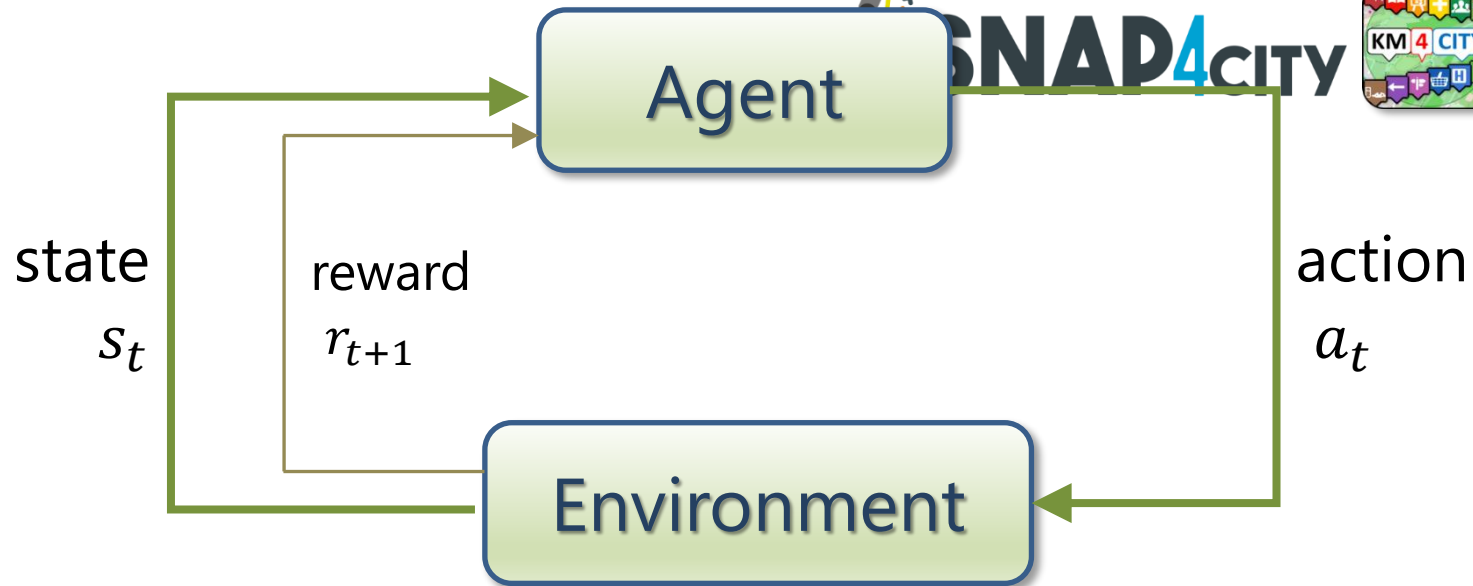 Agent
SNAP4CITY
KM 4 CITY
state
s_t
reward
r_{t+1}
action
a_t
Environment